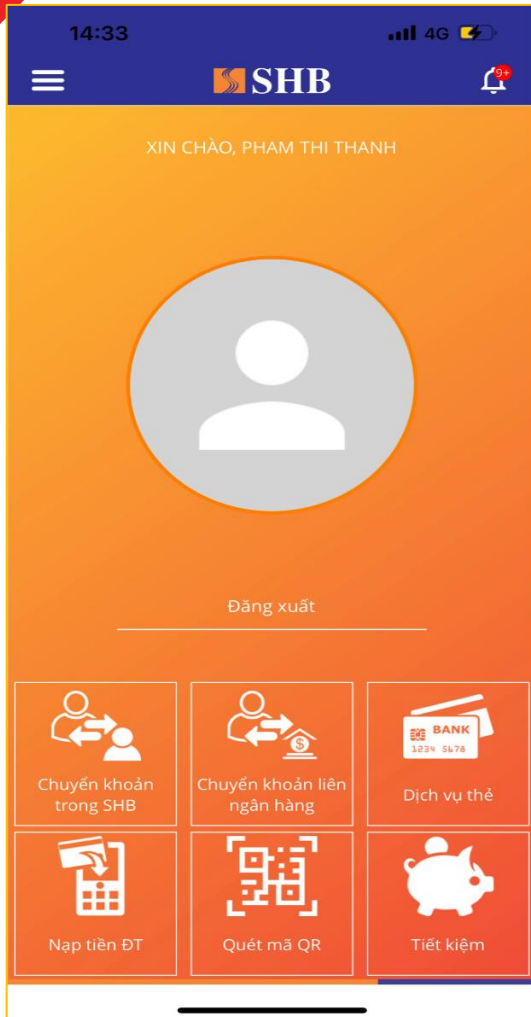 14:33 4G
SHB 9+
XIN CHÀO, PHAM THI THANH
Đăng xuất
BANK
1234 5678
Chuyển khoản
trong SHB
Chuyển khoản liên
ngân hàng
Dịch vụ thẻ
Nạp tiền ĐT
Quét mã QR
Tiết kiệm